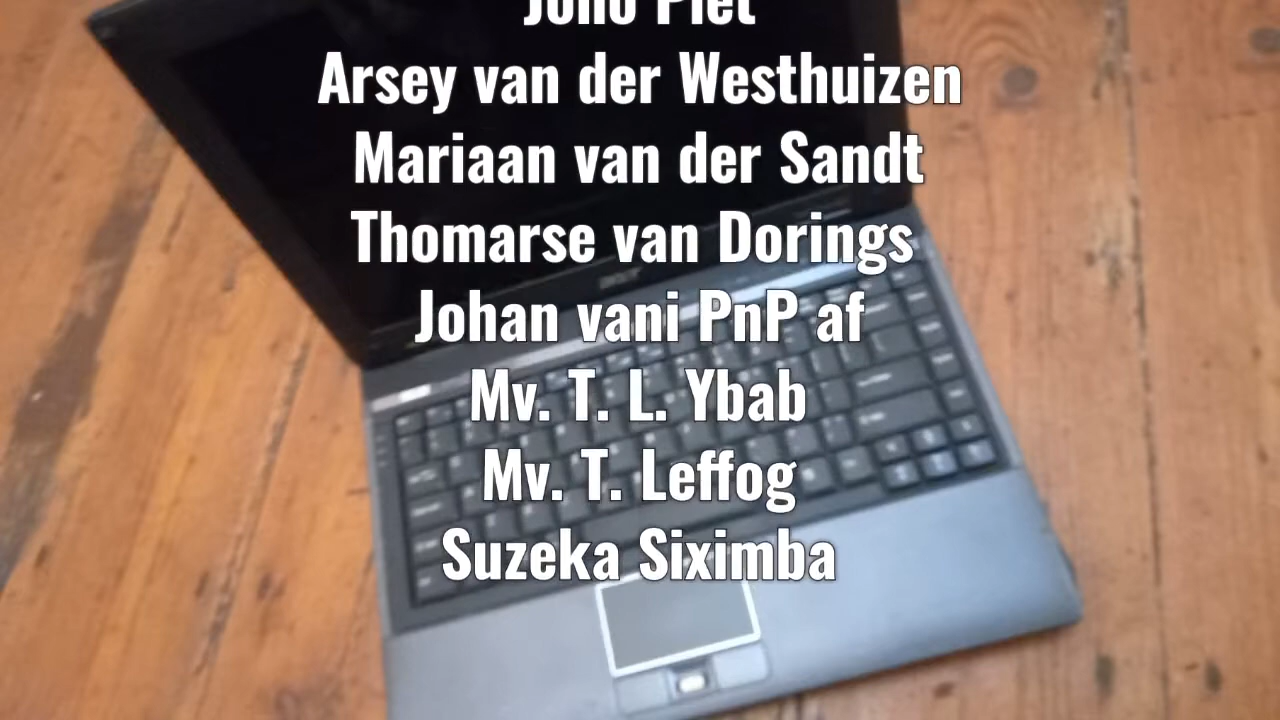 Arsey van der Westhuizen
Mariaan van der Sandt
Thomarse van Dorings
Johan vani PnP af
Mv. T. L. Ybab
Mv. T. Leffog
Suzeka Siximba